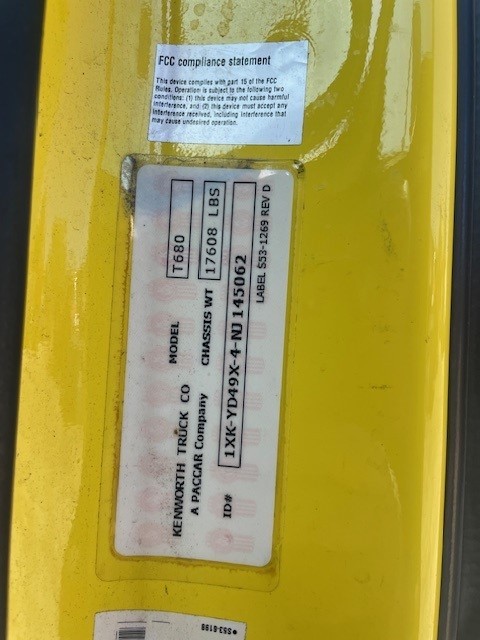 FCC compliance statement
This device complies with part 15 of the FCC
Rules. Operation is subject to the following two
conditions: (1) this device may not cause harmful
interference, and (2) this device must accept any
interference received, including interference that
may cause undesired operation.
KENWORTH TRUCK CO MODEL T680
A PACCAR Company CHASSIS WT 17608 LBS
ID# 1XK-YD49X-4-NJ145062
LABEL S53-1269 REV D
S53-6198